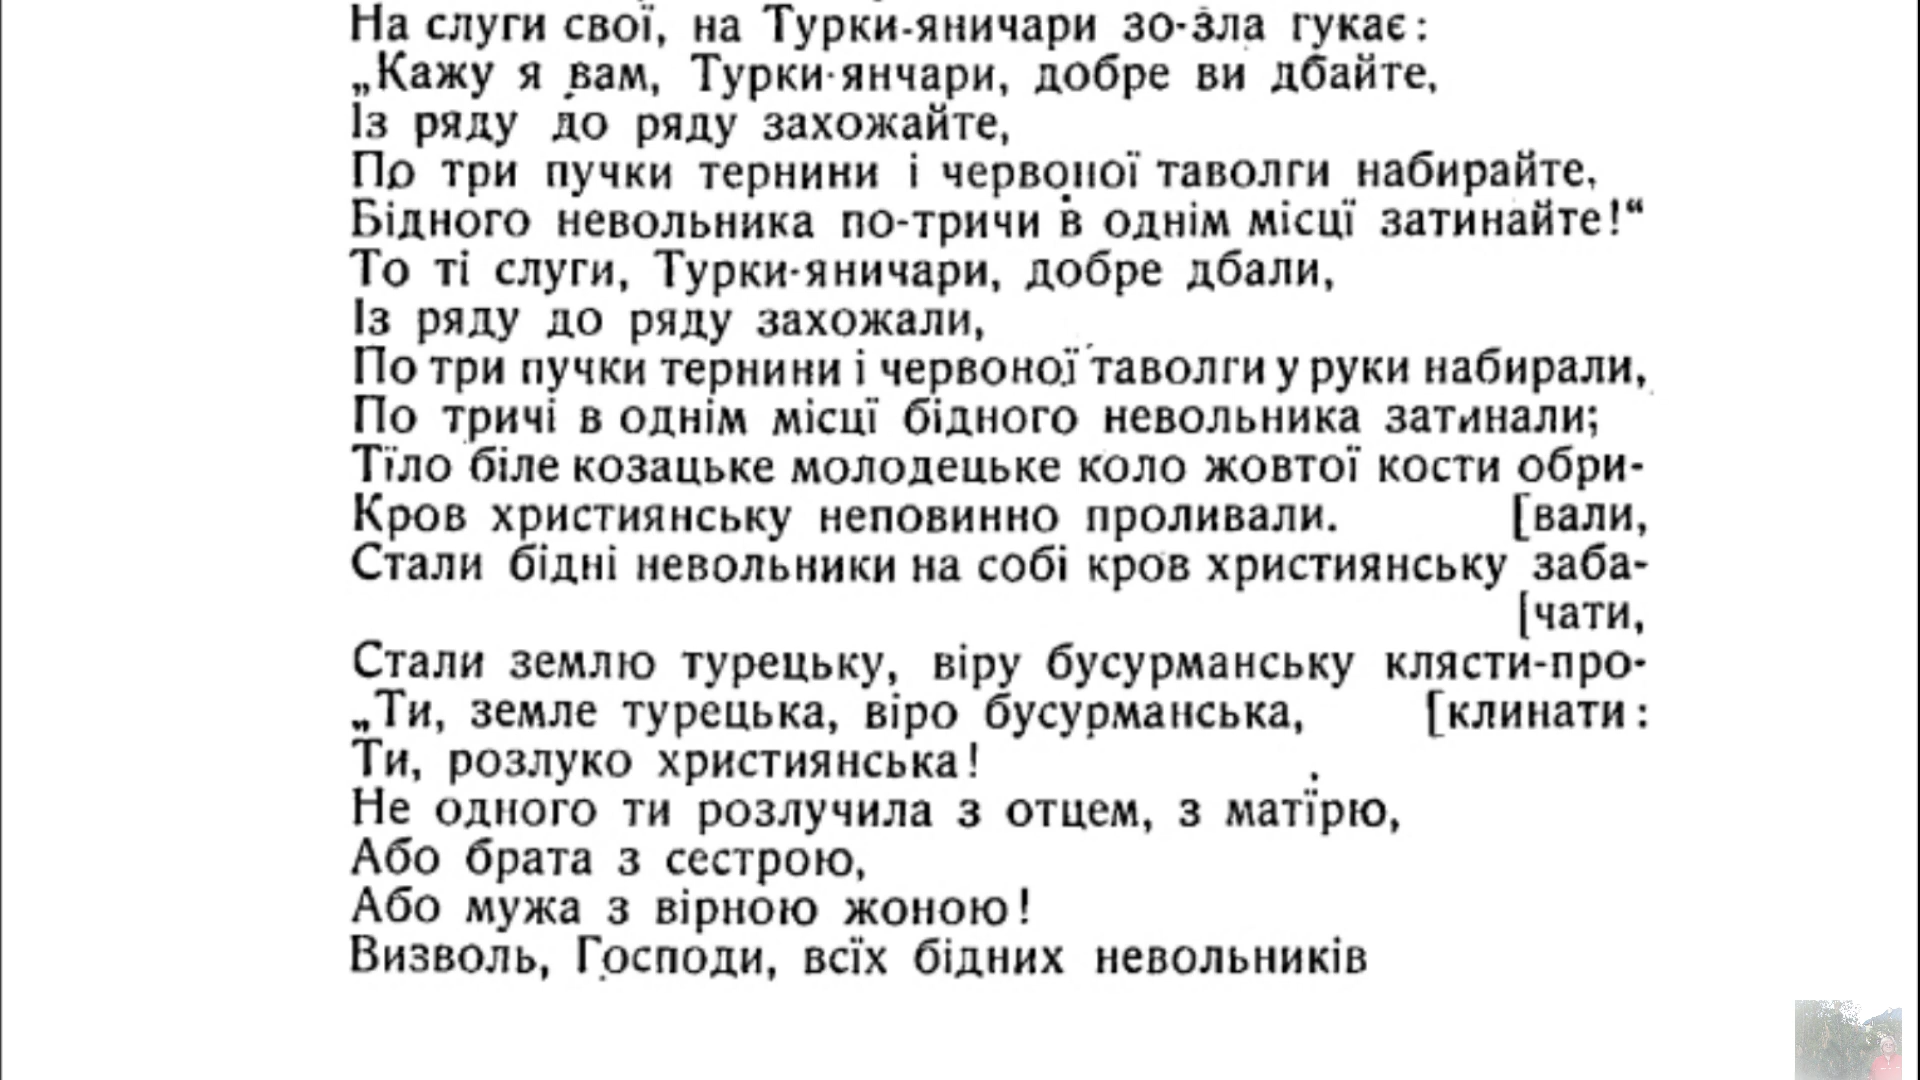 На слуги свої, на Турки-яничари зо-зла гукає:
„Кажу я вам, Турки-янчари, добре ви дбайте,
Із ряду до ряду захожайте,
По три пучки тернини і червоної таволги набирайте,
Бідного невольника по-тричи в однім місцї затинайте!“
То ті слуги, Турки-яничари, добре дбали,
Із ряду до ряду захожали,
По три пучки тернини і червоної таволги у руки набирали,
По тричі в однім місцї бідного невольника затинали;
Тїло біле козацьке молодецьке коло жовтої кости обри-
Кров християнську неповинно проливали. [вали,
Стали бідні невольники на собі кров християнську заба-
[чати,
Стали землю турецьку, віру бусурманську клясти-про-
„Ти, земле турецька, віро бусурманська, [клинати:
Ти, розлуко християнська!
Не одного ти розлучила з отцем, з матїрю,
Або брата з сестрою,
Або мужа з вірною жоною!
Визволь, Господи, всїх бідних невольників